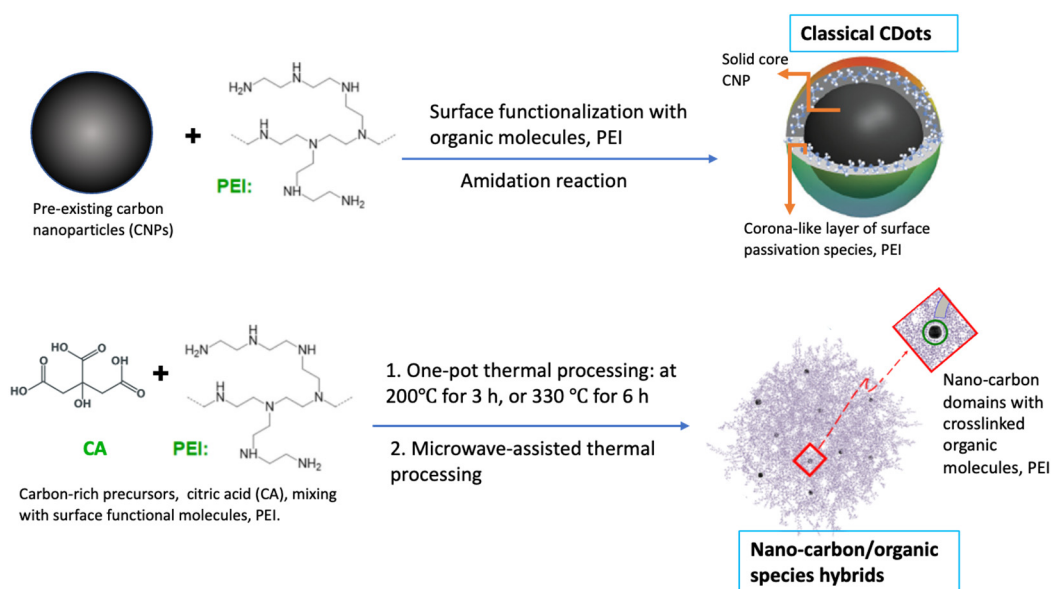 Classical CDots
Solid core
CNP
H
N
H₂N
N
H
NH
H
N
N
N
NH
NH₂
+
PEI:
Surface functionalization with
organic molecules, PEI
Amidation reaction
Pre-existing carbon
nanoparticles (CNPs)
Corona-like layer of surface
passivation species, PEI
HO
O
O
OH
HO
OH
O
CA
+
H
N
H₂N
N
H
NH
H
N
N
N
NH
NH₂
PEI:
1. One-pot thermal processing: at
200℃ for 3 h, or 330 ℃ for 6 h
2. Microwave-assisted thermal
processing
Carbon-rich precursors, citric acid (CA), mixing
with surface functional molecules, PEI.
Nano-carbon
domains with
crosslinked
organic
molecules, PEI
Nano-carbon/organic
species hybrids